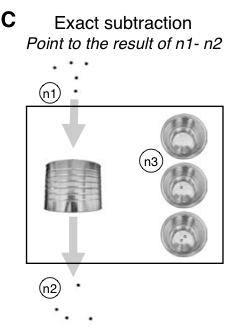 C Exact subtraction
Point to the result of n1- n2
n1
n3
n2